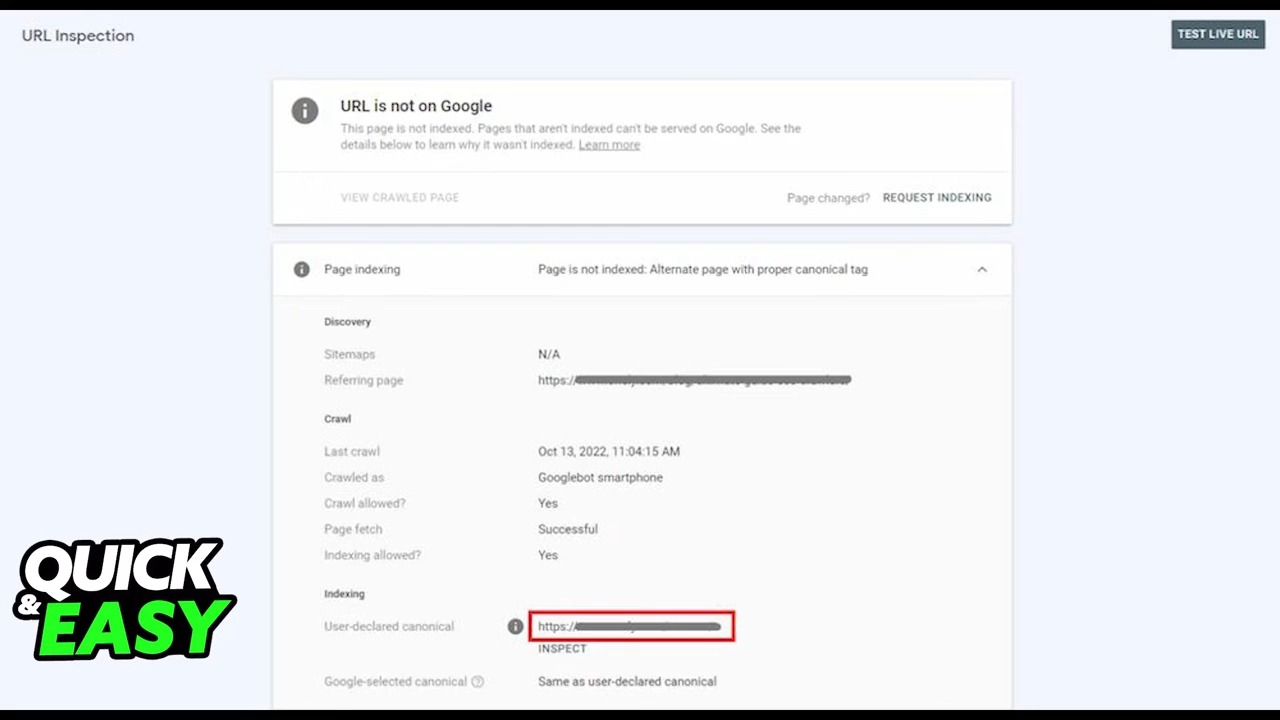 URL Inspection
TEST LIVE URL
URL is not on Google
This page is not indexed. Pages that aren't indexed can't be served on Google. See the
details below to learn why it wasn't indexed. Learn more
VIEW CRAWLED PAGE
Page changed? REQUEST INDEXING
Page indexing
Page is not indexed: Alternate page with proper canonical tag
Discovery
Sitemaps
N/A
Referring page
https://
Crawl
Last crawl
Oct 13, 2022, 11:04:15 AM
Crawled as
Googlebot smartphone
Crawl allowed?
Yes
Page fetch
Successful
Indexing allowed?
Yes
Indexing
User-declared canonical
https://
INSPECT
Google-selected canonical
Same as user-declared canonical
QUICK
& EASY